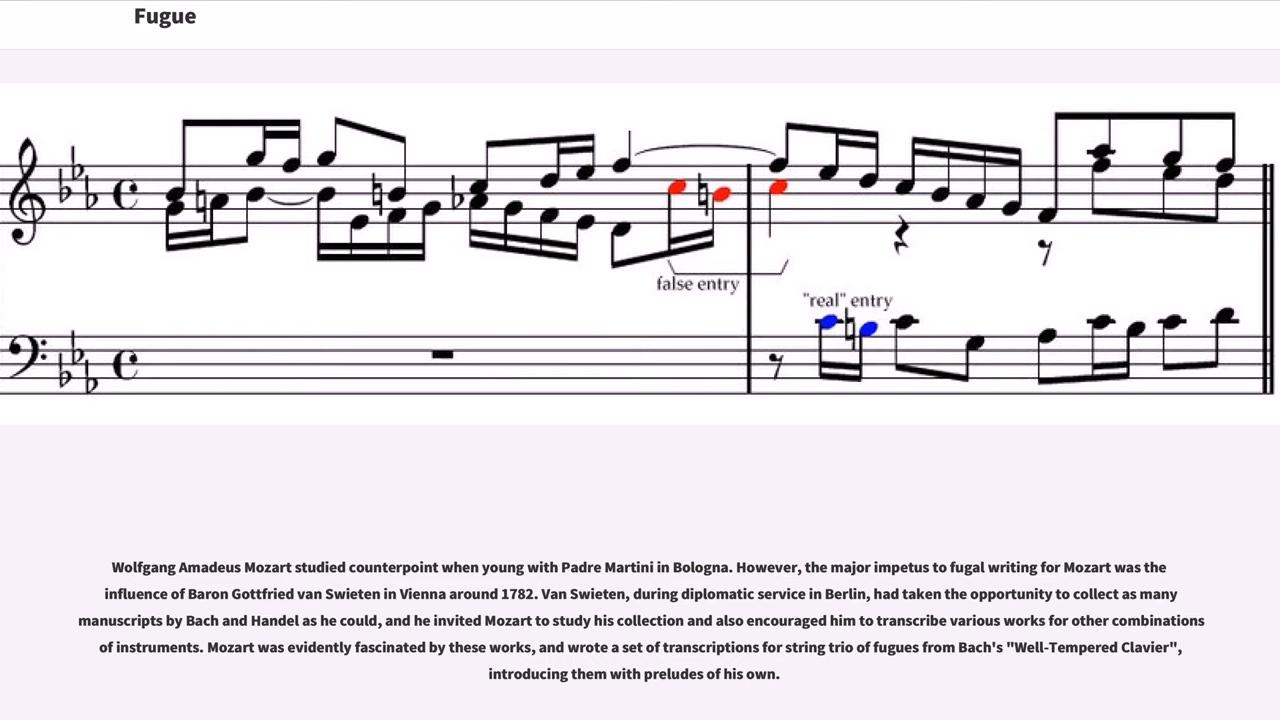 Fugue
false entry
"real" entry
Wolfgang Amadeus Mozart studied counterpoint when young with Padre Martini in Bologna. However, the major impetus to fugal writing for Mozart was the
influence of Baron Gottfried van Swieten in Vienna around 1782. Van Swieten, during diplomatic service in Berlin, had taken the opportunity to collect as many
manuscripts by Bach and Handel as he could, and he invited Mozart to study his collection and also encouraged him to transcribe various works for other combinations
of instruments. Mozart was evidently fascinated by these works, and wrote a set of transcriptions for string trio of fugues from Bach's "Well-Tempered Clavier",
introducing them with preludes of his own.